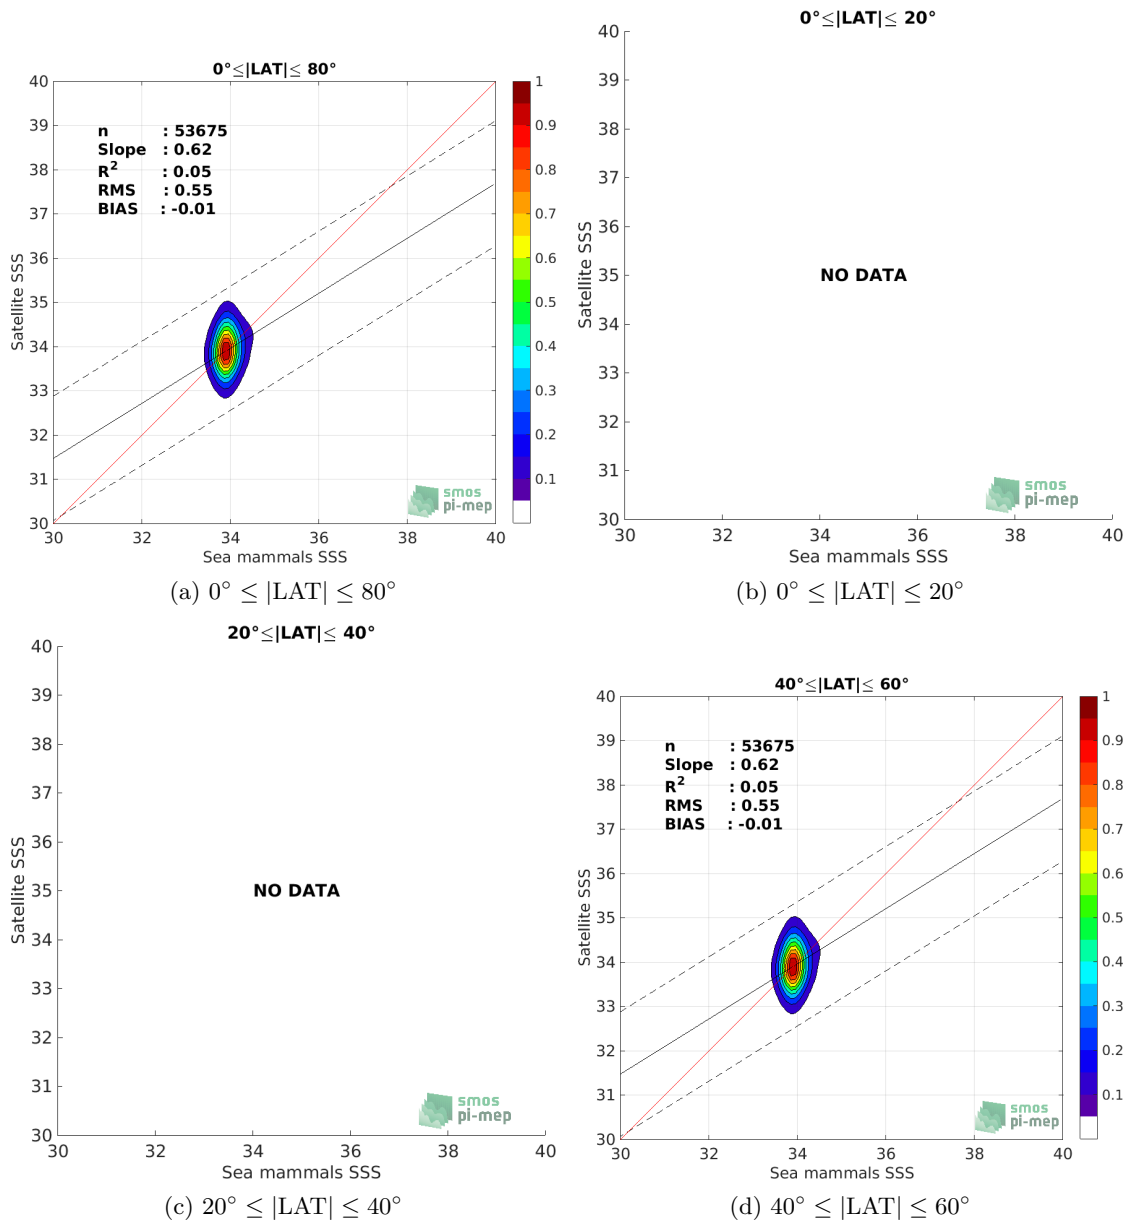 0°≤|LAT|≤ 80°
40
39
38
37
36
35
34
33
32
31
30
n : 53675
Slope : 0.62
R² : 0.05
RMS : 0.55
BIAS : -0.01
1
0.9
0.8
0.7
0.6
0.5
0.4
0.3
0.2
0.1
Satellite SSS
smos
pi-mep
30 32 34 36 38 40
Sea mammals SSS
(a) 0° ≤ |LAT| ≤ 80°
0°≤|LAT|≤ 20°
40
39
38
37
36
35
34
33
32
31
30
Satellite SSS
NO DATA
smos
pi-mep
30 32 34 36 38 40
Sea mammals SSS
(b) 0° ≤ |LAT| ≤ 20°
20°≤|LAT|≤ 40°
40
39
38
37
36
35
34
33
32
31
30
Satellite SSS
NO DATA
smos
pi-mep
30 32 34 36 38 40
Sea mammals SSS
(c) 20° ≤ |LAT| ≤ 40°
40°≤|LAT|≤ 60°
40
39
38
37
36
35
34
33
32
31
30
n : 53675
Slope : 0.62
R² : 0.05
RMS : 0.55
BIAS : -0.01
1
0.9
0.8
0.7
0.6
0.5
0.4
0.3
0.2
0.1
Satellite SSS
smos
pi-mep
30 32 34 36 38 40
Sea mammals SSS
(d) 40° ≤ |LAT| ≤ 60°